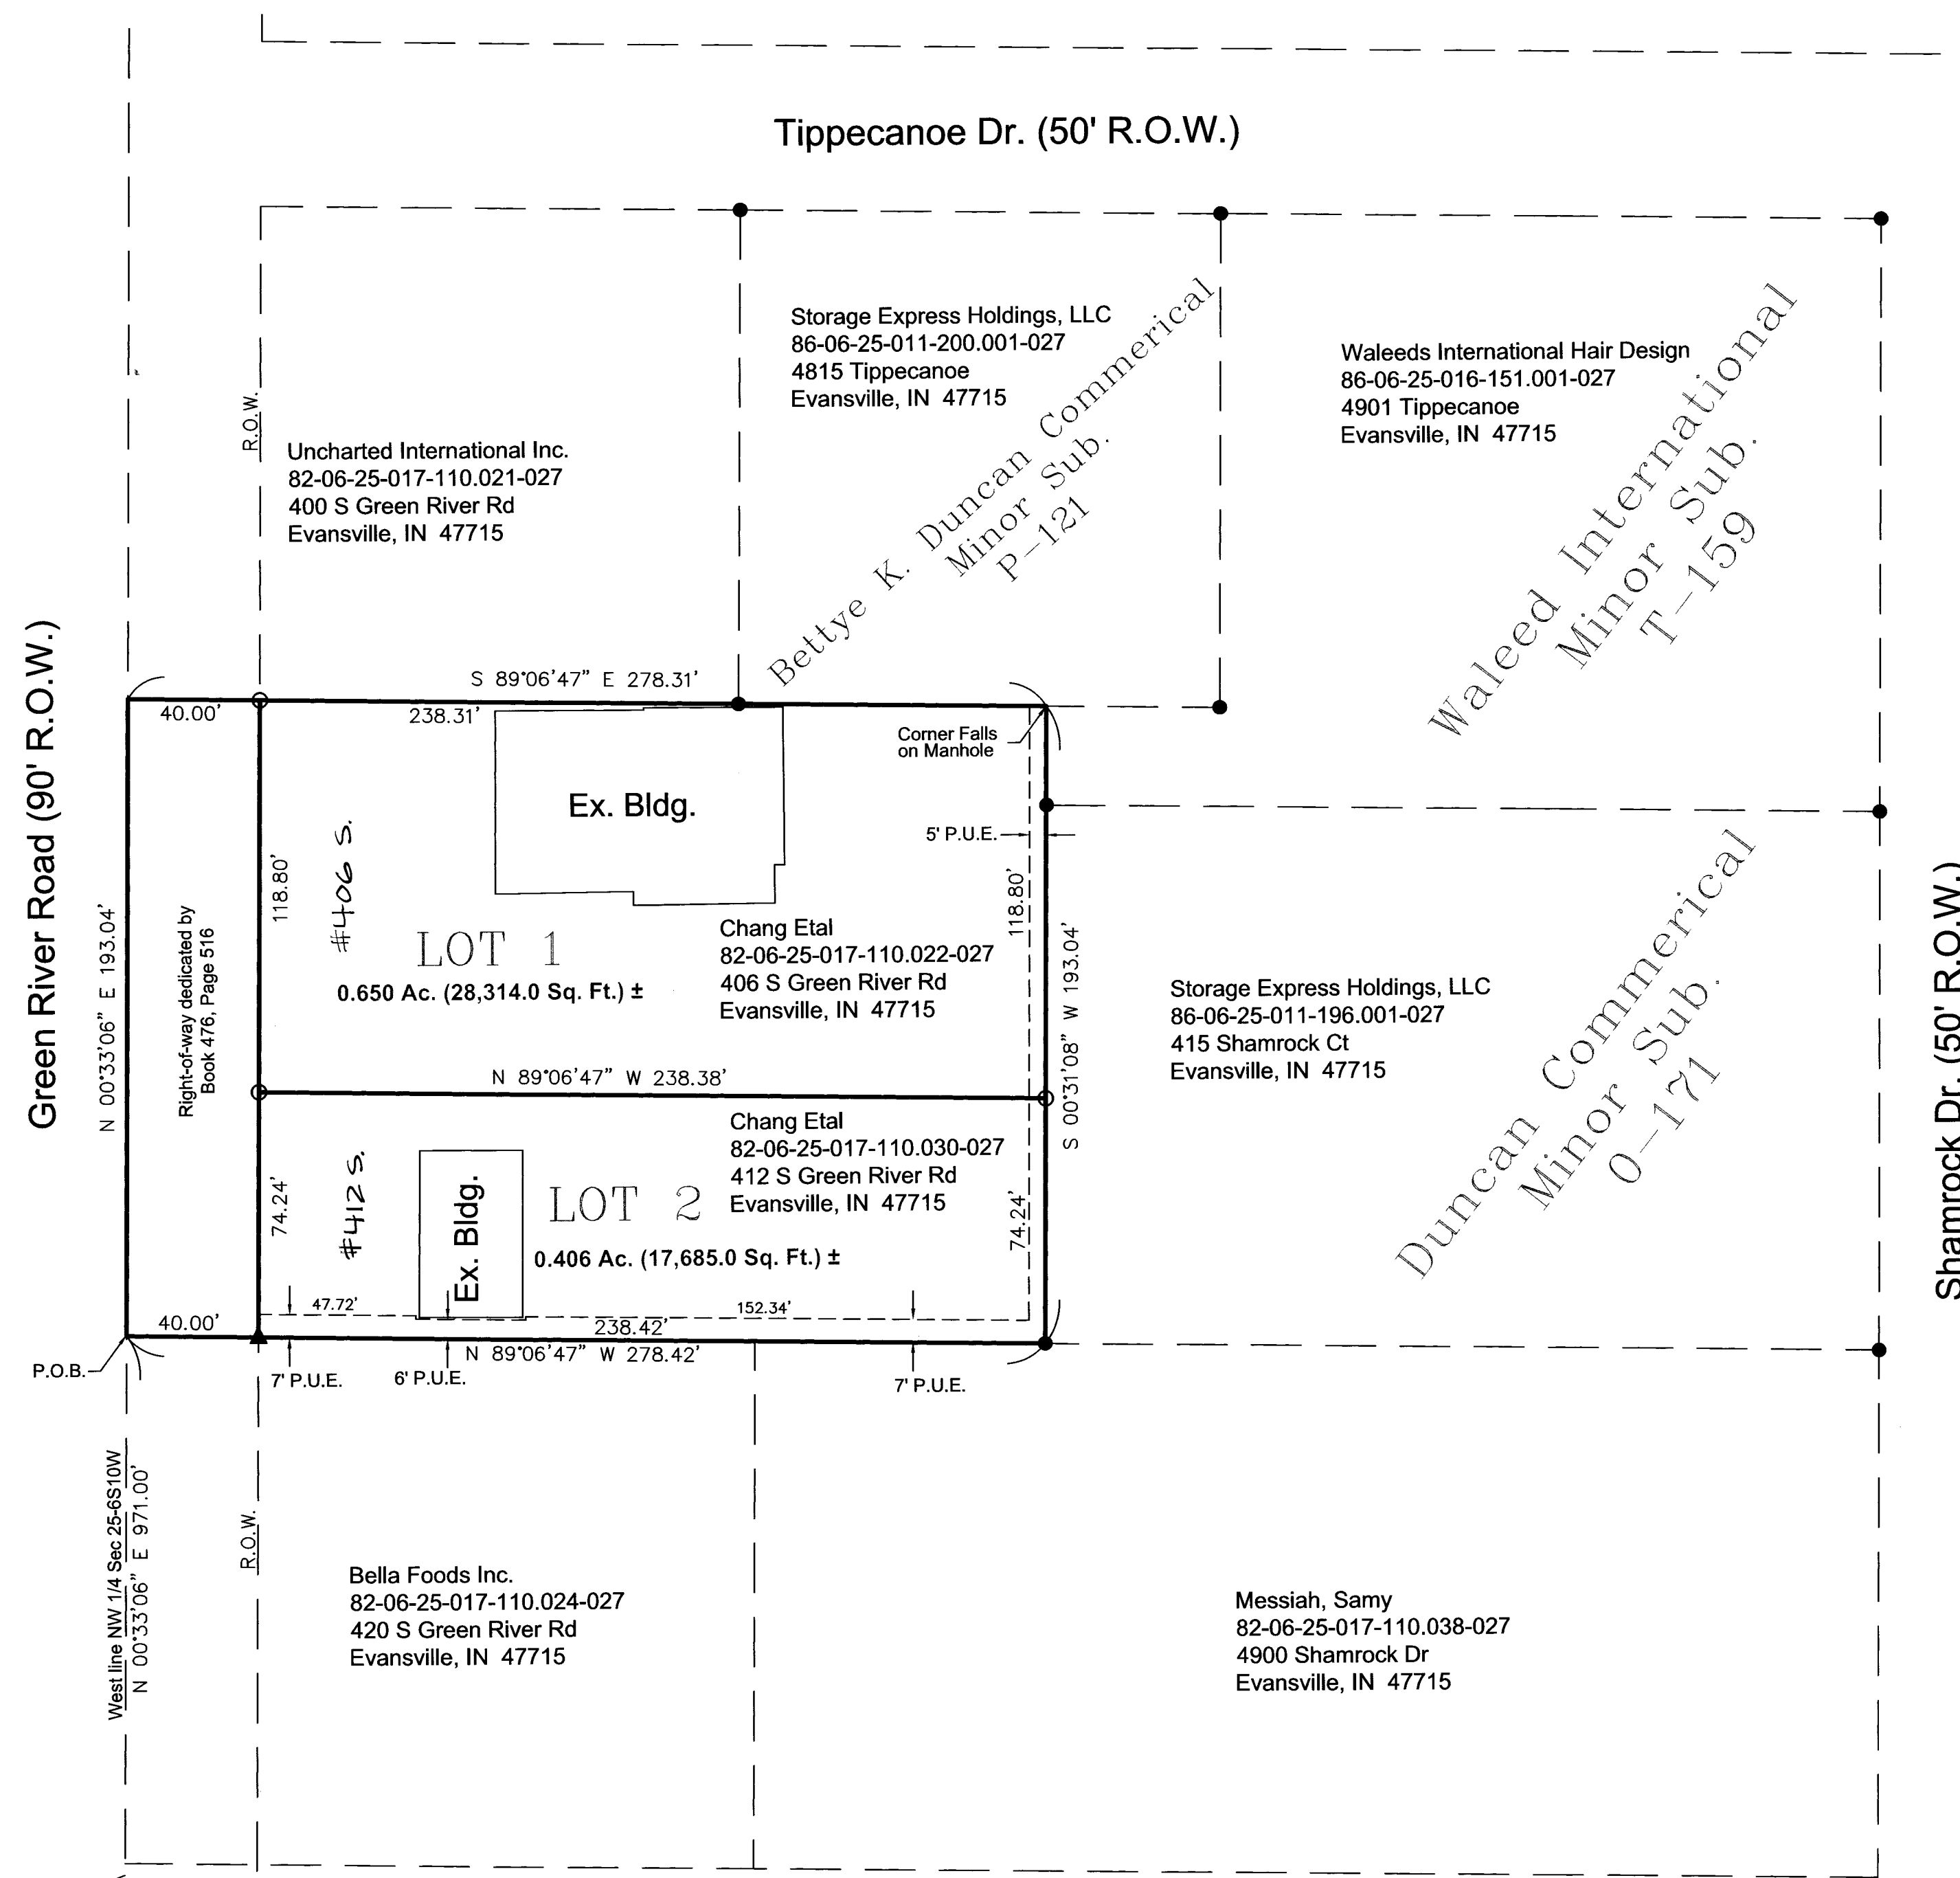 Tippecanoe Dr. (50' R.O.W.)
Storage Express Holdings, LLC
86-06-25-011-200.001-027
4815 Tippecanoe
Evansville, IN 47715
Bettye K. Duncan Commerical
Minor Sub.
P-121
Waleeds International Hair Design
86-06-25-016-151.001-027
4901 Tippecanoe
Evansville, IN 47715
Waleed International
Minor Sub.
T-159
R.O.W.
Uncharted International Inc.
82-06-25-017-110.021-027
400 S Green River Rd
Evansville, IN 47715
Green River Road (90' R.O.W.)
S 89°06'47" E 278.31'
40.00'
238.31'
Corner Falls
on Manhole
Ex. Bldg.
5' P.U.E.
N 00°33'06" E 193.04'
Right-of-way dedicated by
Book 476, Page 516
118.80'
#406 S.
LOT 1
0.650 Ac. (28,314.0 Sq. Ft.) ±
Chang Etal
82-06-25-017-110.022-027
406 S Green River Rd
Evansville, IN 47715
118.80'
S 00°31'08" W 193.04'
Storage Express Holdings, LLC
86-06-25-011-196.001-027
415 Shamrock Ct
Evansville, IN 47715
Duncan Commerical
Minor Sub.
O-171
Shamrock Dr. (50' R.O.W.)
N 89°06'47" W 238.38'
Chang Etal
82-06-25-017-110.030-027
412 S Green River Rd
Evansville, IN 47715
74.24'
#412 S.
Ex. Bldg.
LOT 2
0.406 Ac. (17,685.0 Sq. Ft.) ±
74.24'
47.72'
152.34'
40.00'
238.42'
N 89°06'47" W 278.42'
P.O.B.
7' P.U.E.
6' P.U.E.
7' P.U.E.
West line NW 1/4 Sec 25-6S10W
N 00°33'06" E 971.00'
R.O.W.
Bella Foods Inc.
82-06-25-017-110.024-027
420 S Green River Rd
Evansville, IN 47715
Messiah, Samy
82-06-25-017-110.038-027
4900 Shamrock Dr
Evansville, IN 47715